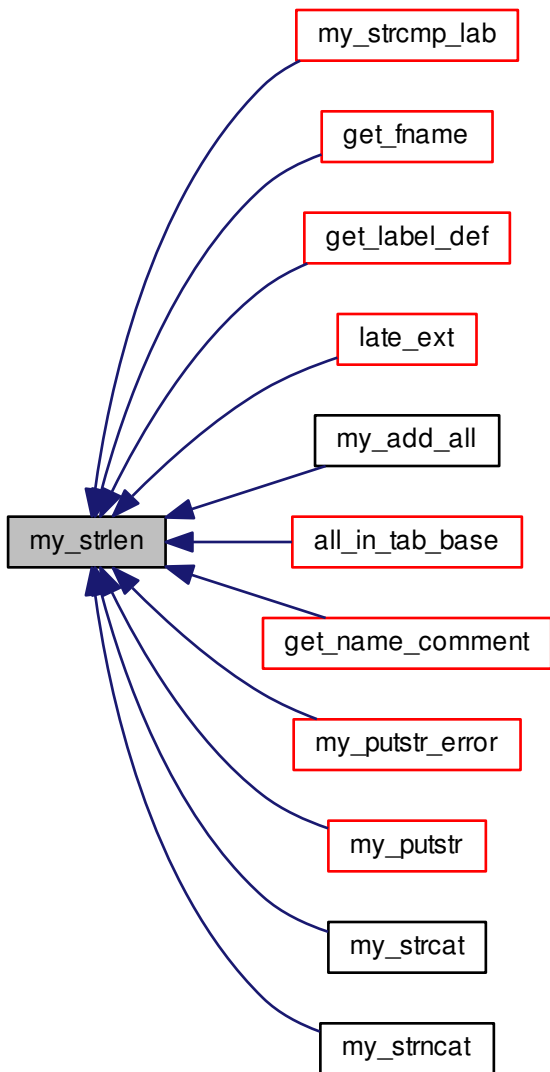 my_strcmp_lab
get_fname
get_label_def
late_ext
my_add_all
my_strlen
all_in_tab_base
get_name_comment
my_putstr_error
my_putstr
my_strcat
my_strncat